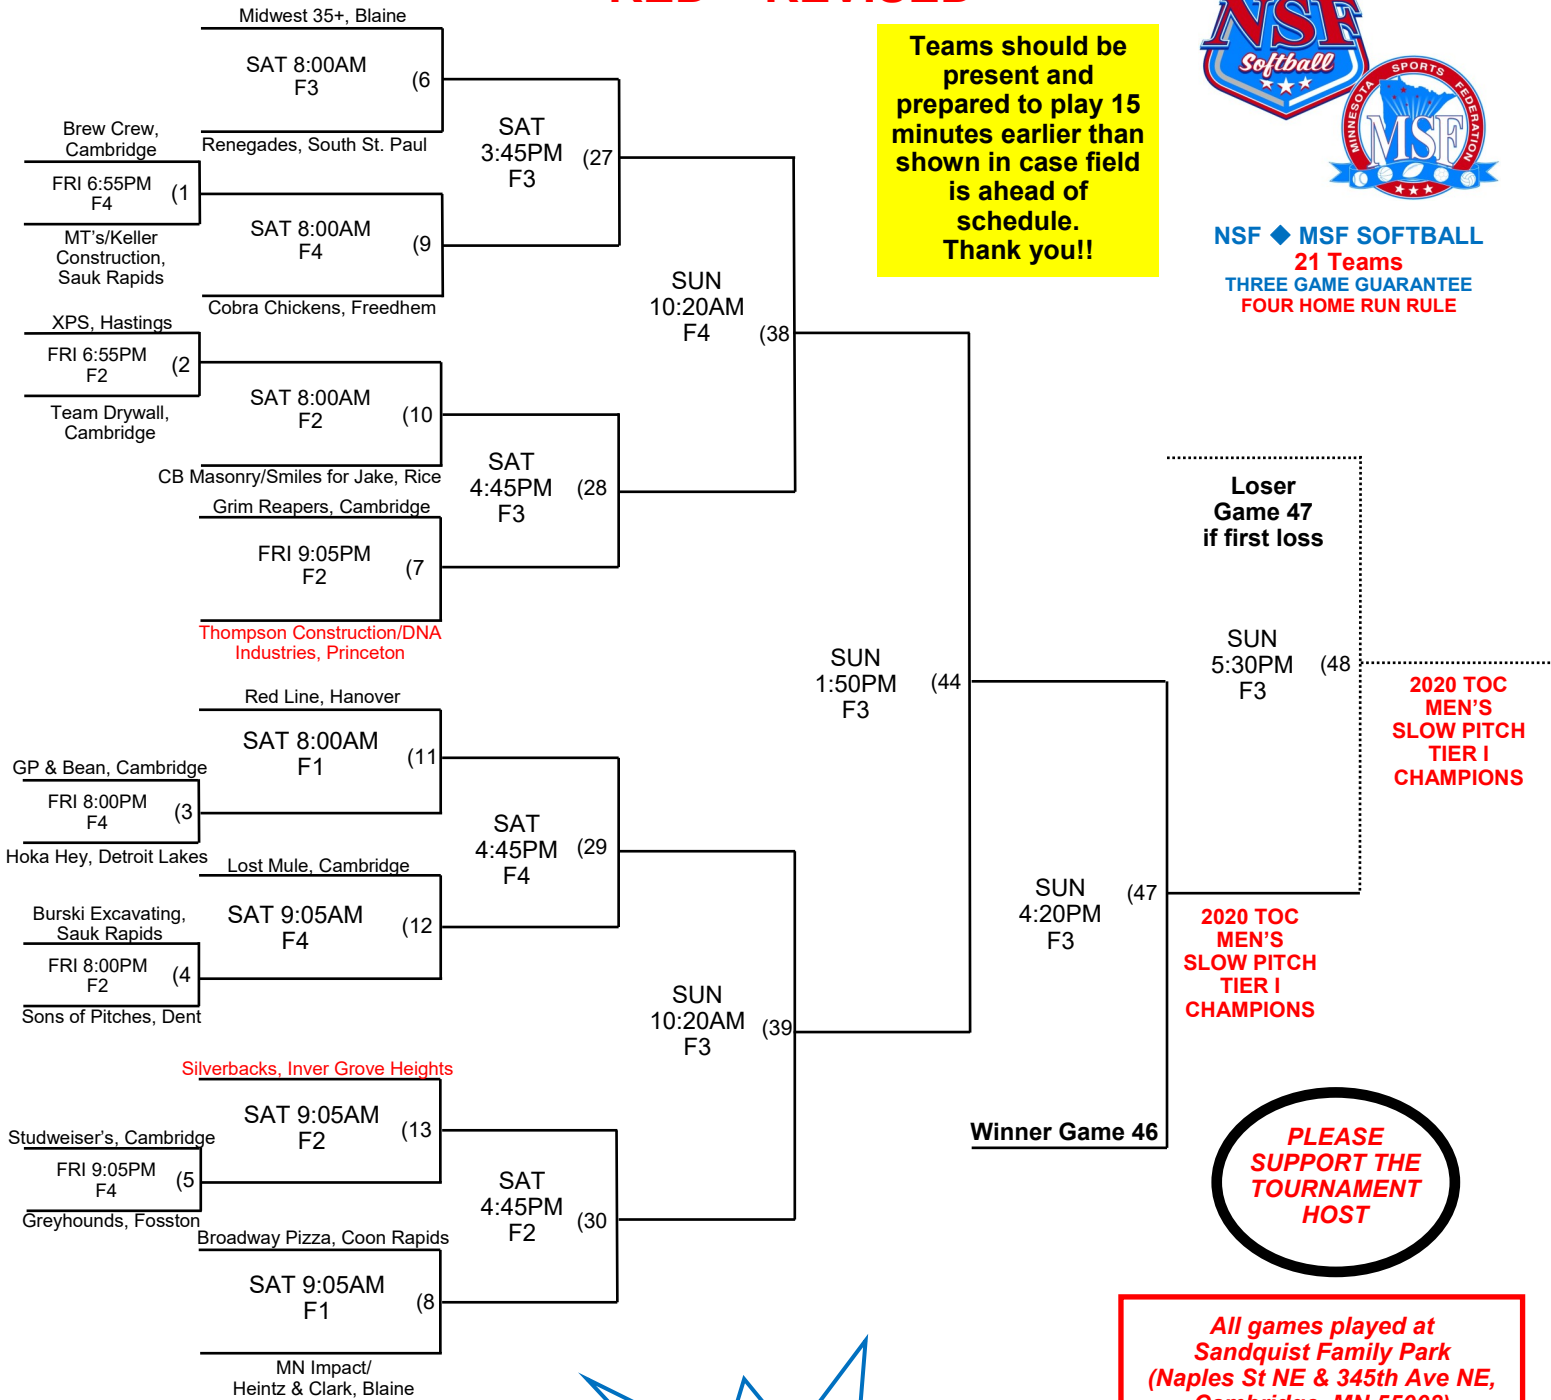 RED = REVISED
Midwest 35+, Blaine
SAT 8:00AM
F3
(6
Renegades, South St. Paul
Brew Crew,
Cambridge
FRI 6:55PM
F4
(1
MT's/Keller
Construction,
Sauk Rapids
SAT 8:00AM
F4
(9
Cobra Chickens, Freedhem
SAT
3:45PM
F3
(27
XPS, Hastings
FRI 6:55PM
F2
(2
Team Drywall,
Cambridge
SAT 8:00AM
F2
(10
CB Masonry/Smiles for Jake, Rice
Grim Reapers, Cambridge
FRI 9:05PM
F2
(7
Thompson Construction/DNA
Industries, Princeton
SAT
4:45PM
F3
(28
SUN
10:20AM
F4
(38
Red Line, Hanover
SAT 8:00AM
F1
(11
GP & Bean, Cambridge
FRI 8:00PM
F4
(3
Hoka Hey, Detroit Lakes
Lost Mule, Cambridge
SAT 9:05AM
F4
(12
Burski Excavating,
Sauk Rapids
FRI 8:00PM
F2
(4
Sons of Pitches, Dent
SAT
4:45PM
F4
(29
Silverbacks, Inver Grove Heights
SAT 9:05AM
F2
(13
Studweiser's, Cambridge
FRI 9:05PM
F4
(5
Greyhounds, Fosston
Broadway Pizza, Coon Rapids
SAT 9:05AM
F1
(8
MN Impact/
Heintz & Clark, Blaine
SAT
4:45PM
F2
(30
SUN
10:20AM
F3
(39
SUN
1:50PM
F3
(44
Winner Game 46
SUN
4:20PM
F3
(47
2020 TOC
MEN'S
SLOW PITCH
TIER I
CHAMPIONS
Loser
Game 47
if first loss
SUN
5:30PM
F3
(48
2020 TOC
MEN'S
SLOW PITCH
TIER I
CHAMPIONS
Teams should be
present and
prepared to play 15
minutes earlier than
shown in case field
is ahead of
schedule.
Thank you!!
NSF
Softball
MINNESOTA SPORTS FEDERATION
MSF
NSF ◆ MSF SOFTBALL
21 Teams
THREE GAME GUARANTEE
FOUR HOME RUN RULE
PLEASE
SUPPORT THE
TOURNAMENT
HOST
All games played at
Sandquist Family Park
(Naples St NE & 345th Ave NE,
Cambridge, MN 55008)